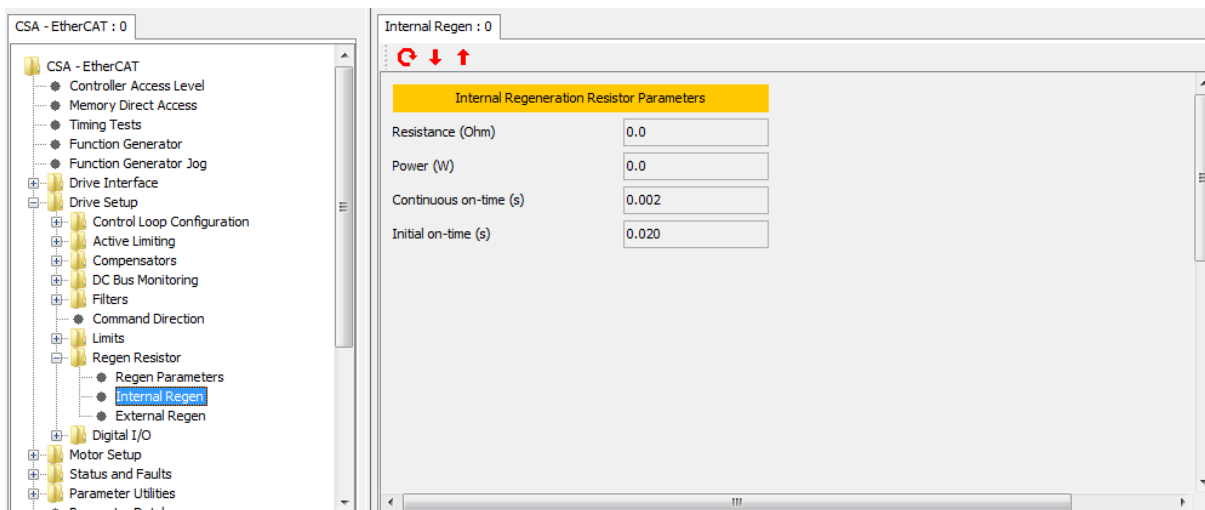 CSA - EtherCAT : 0
CSA - EtherCAT
Controller Access Level
Memory Direct Access
Timing Tests
Function Generator
Function Generator Jog
Drive Interface
Drive Setup
Control Loop Configuration
Active Limiting
Compensators
DC Bus Monitoring
Filters
Command Direction
Limits
Regen Resistor
Regen Parameters
Internal Regen
External Regen
Digital I/O
Motor Setup
Status and Faults
Parameter Utilities
Internal Regen : 0
Internal Regeneration Resistor Parameters
Resistance (Ohm) 0.0
Power (W) 0.0
Continuous on-time (s) 0.002
Initial on-time (s) 0.020